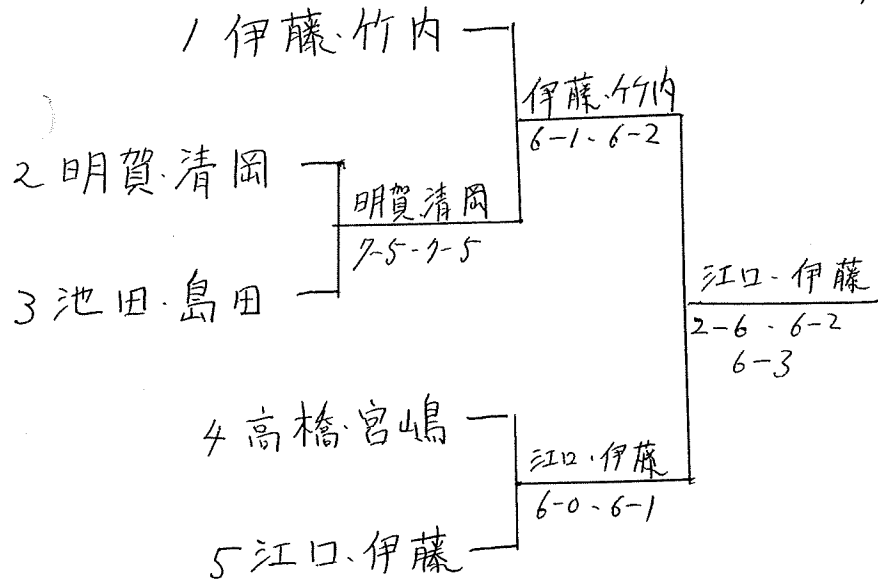 1 伊藤・竹内
伊藤・竹内
6-1、6-2
2 明賀・清岡
明賀・清岡
7-5-7-5
3 池田・島田
江口・伊藤
2-6、6-2
6-3
4 高橋・宮嶋
江口・伊藤
6-0、6-1
5 江口、伊藤